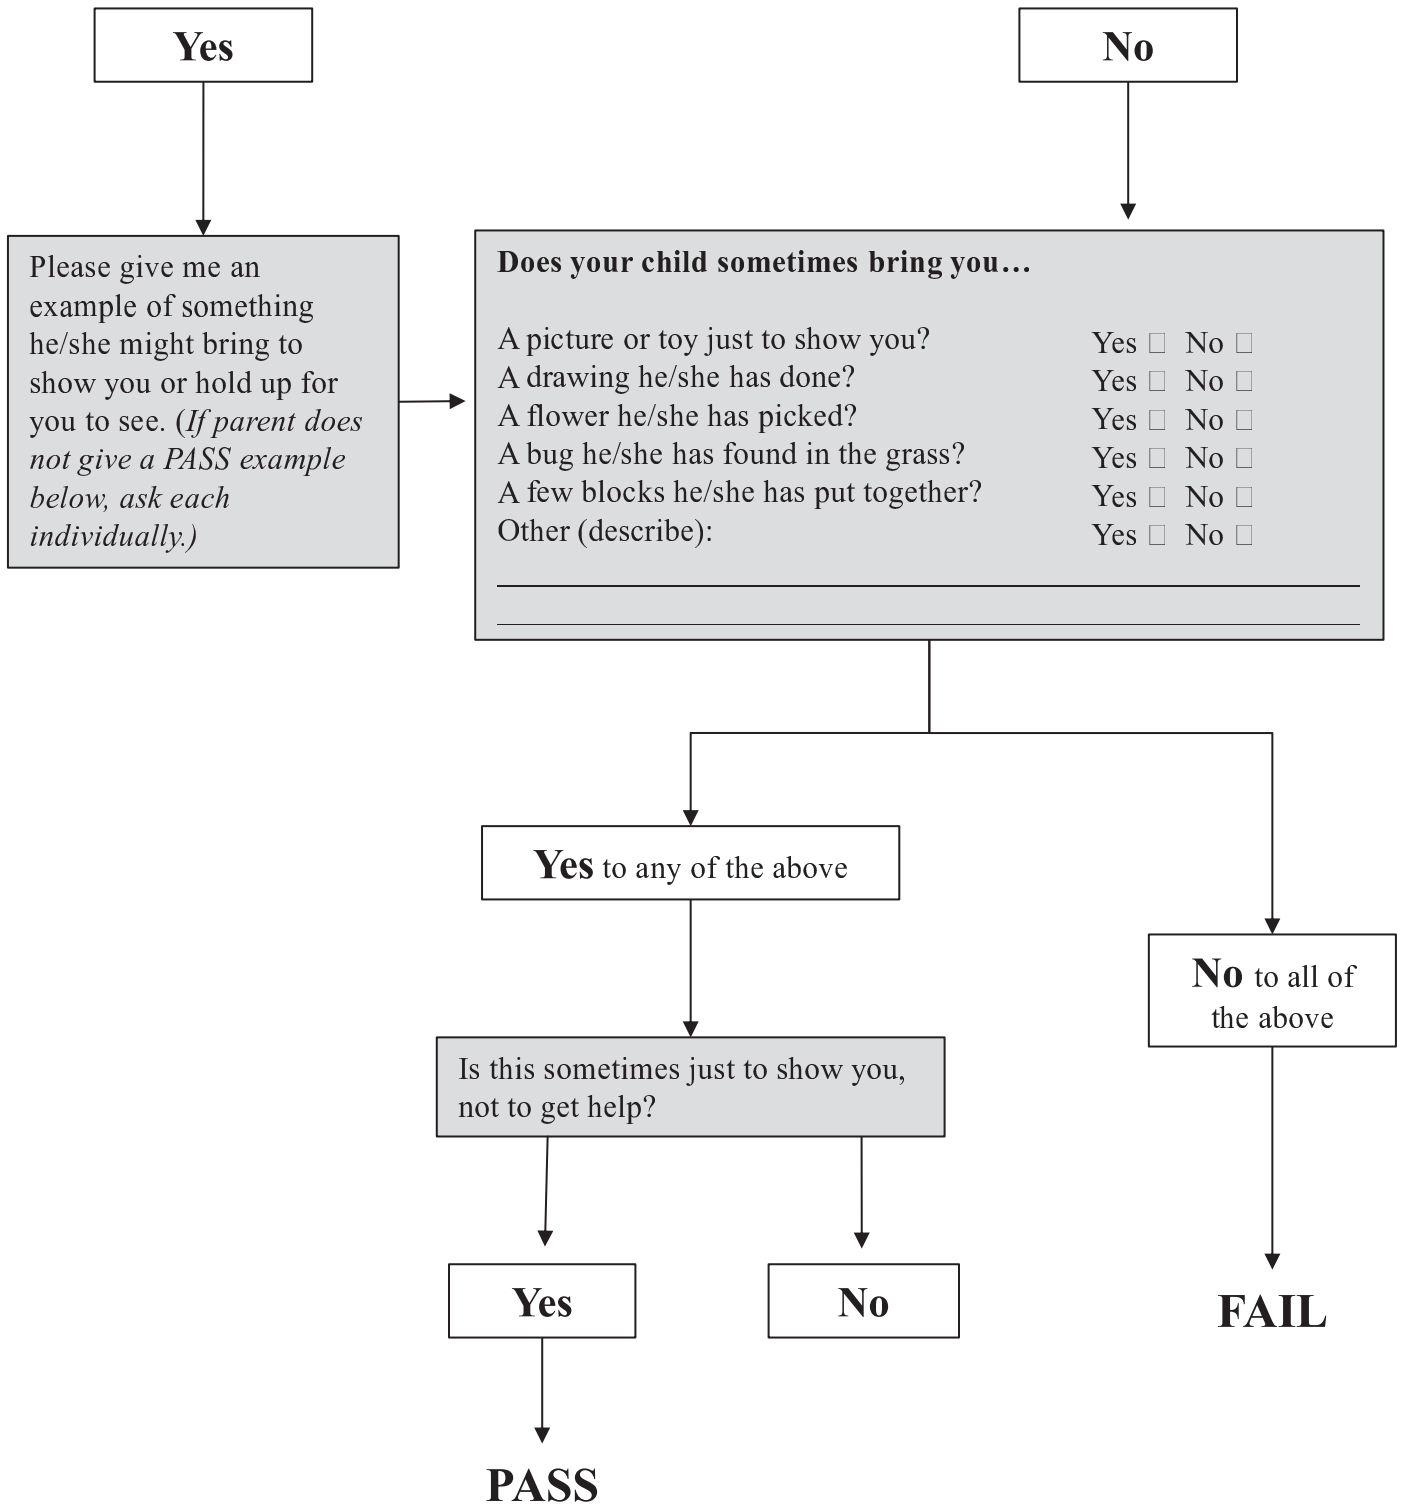 Yes
No
Please give me an
example of something
he/she might bring to
show you or hold up for
you to see. (If parent does
not give a PASS example
below, ask each
individually.)
Does your child sometimes bring you…
A picture or toy just to show you? Yes □ No □
A drawing he/she has done? Yes □ No □
A flower he/she has picked? Yes □ No □
A bug he/she has found in the grass? Yes □ No □
A few blocks he/she has put together? Yes □ No □
Other (describe): Yes □ No □
Yes to any of the above
No to all of
the above
Is this sometimes just to show you,
not to get help?
Yes
No
FAIL
PASS